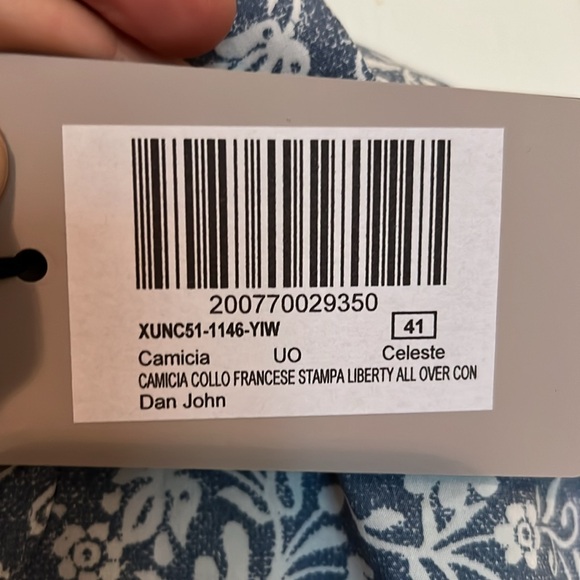 200770029350
XUNC51-1146-YIW 41
Camicia UO Celeste
CAMICIA COLLO FRANCESE STAMPA LIBERTY ALL OVER CON
Dan John